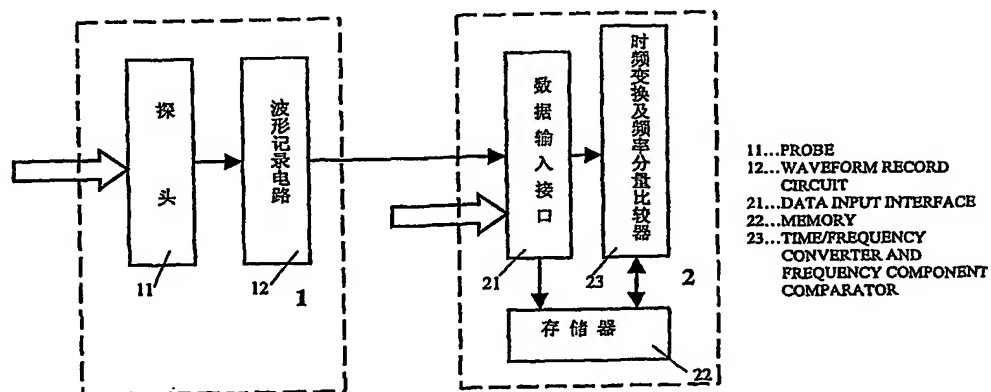 探头
波形记录电路
数据输入接口
时频变换及频率分量比较器
存储器
11
12
1
21
23
2
22
11...PROBE
12...WAVEFORM RECORD
CIRCUIT
21...DATA INPUT INTERFACE
22...MEMORY
23...TIME/FREQUENCY
CONVERTER AND
FREQUENCY COMPONENT
COMPARATOR